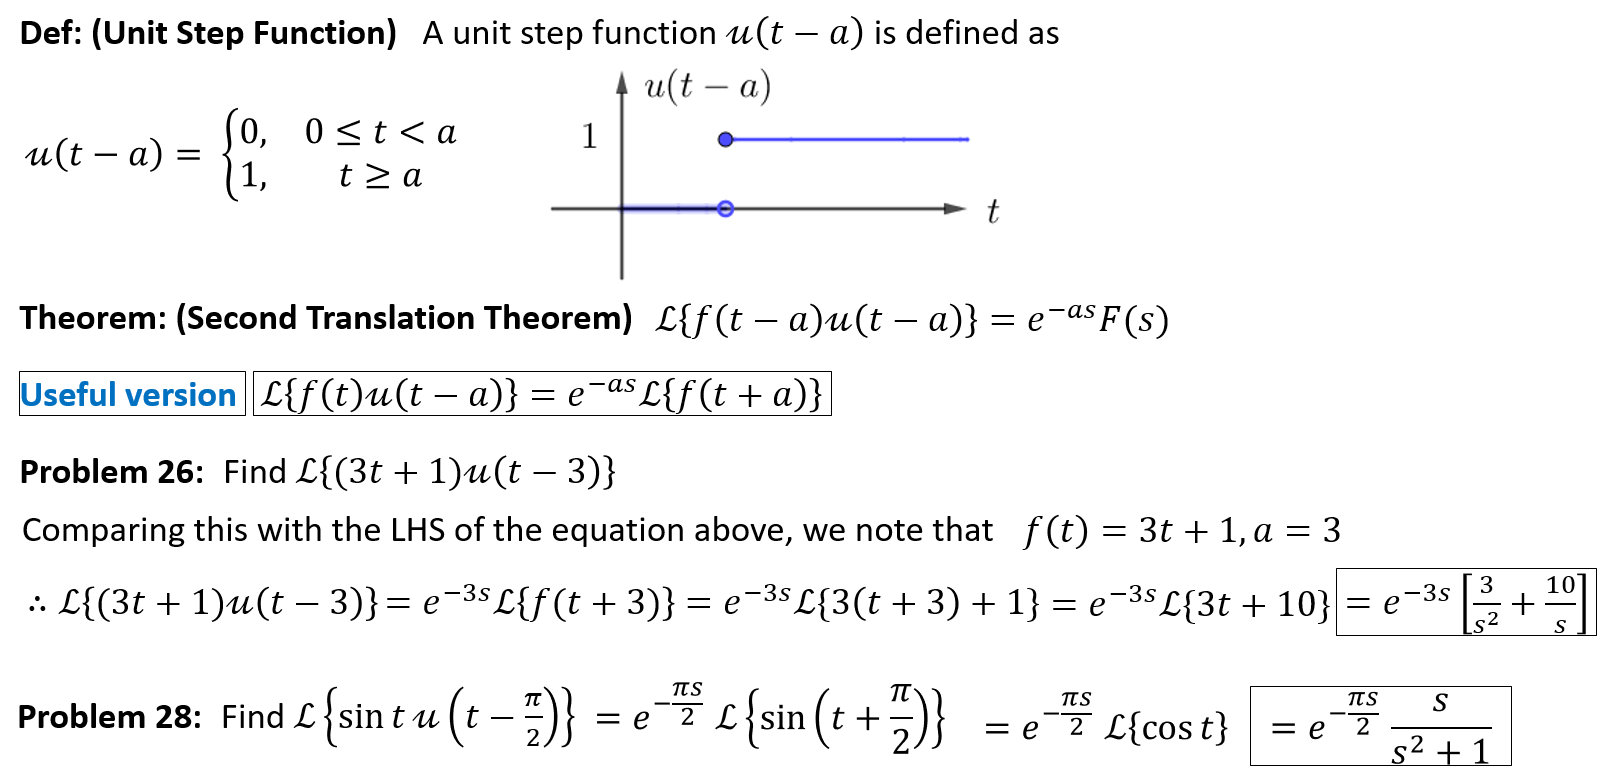 Def: (Unit Step Function) A unit step function 𝓊(t − a) is defined as
𝓊(t − a) = {0, 0 ≤ t < a
1, t ≥ a
u(t − a)
1
t
Theorem: (Second Translation Theorem) ℒ{f(t − a)𝓊(t − a)} = e^{−as}F(s)
Useful version ℒ{f(t)𝓊(t − a)} = e^{−as}ℒ{f(t + a)}
Problem 26: Find ℒ{(3t + 1)𝓊(t − 3)}
Comparing this with the LHS of the equation above, we note that f(t) = 3t + 1, a = 3
∴ ℒ{(3t + 1)𝓊(t − 3)} = e^{−3s}ℒ{f(t + 3)} = e^{−3s}ℒ{3(t + 3) + 1} = e^{−3s}ℒ{3t + 10} = e^{−3s} [3/s² + 10/s]
Problem 28: Find ℒ{sin t 𝓊(t − π/2)} = e^{−πs/2} ℒ{sin(t + π/2)} = e^{−πs/2} ℒ{cos t} = e^{−πs/2} s/(s² + 1)